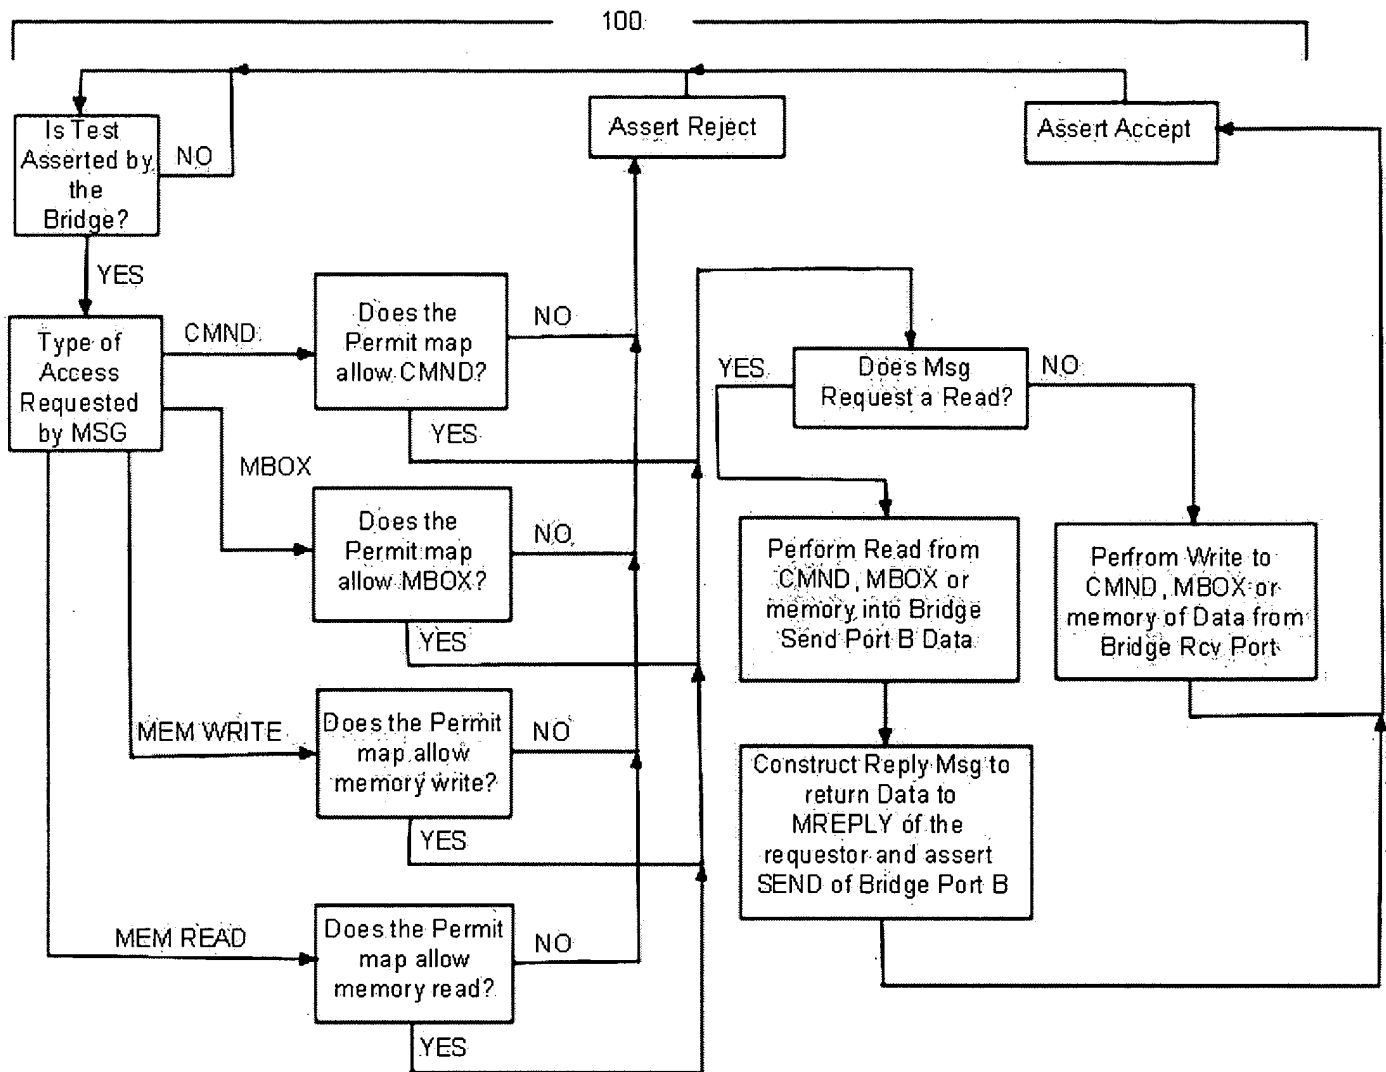 100
Is Test
Asserted by
the
Bridge?
NO
YES
Assert Reject
Assert Accept
Type of
Access
Requested
by MSG
CMND
MBOX
MEM WRITE
MEM READ
Does the
Permit map
allow CMND?
NO
YES
Does the
Permit map
allow MBOX?
NO
YES
Does the Permit
map allow
memory write?
NO
YES
Does the Permit
map allow
memory read?
NO
YES
Does Msg
Request a Read?
YES
NO
Perform Read from
CMND, MBOX or
memory into Bridge
Send Port B Data
Perfrom Write to
CMND, MBOX or
memory of Data from
Bridge Rcv Port
Construct Reply Msg to
return Data to
MREPLY of the
requestor and assert
SEND of Bridge Port B